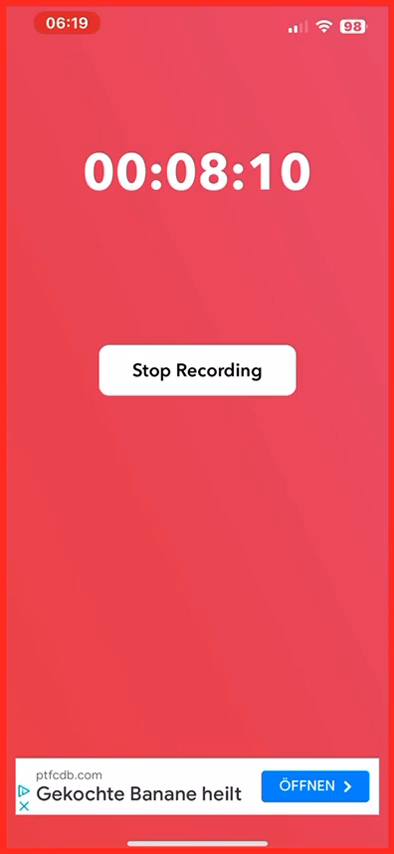 06:19
98
00:08:10
Stop Recording
ptfcdb.com
Gekochte Banane heilt
ÖFFNEN